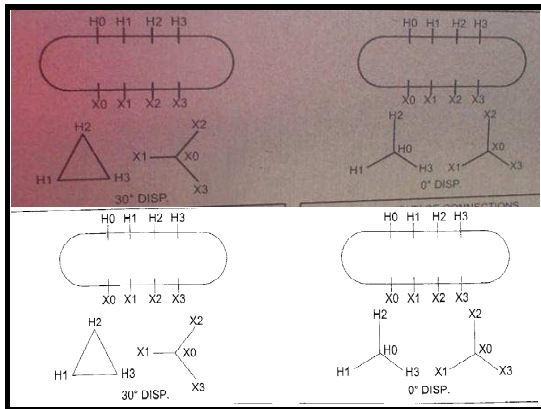 H0 H1 H2 H3
X0 X1 X2 X3
H2
H1 H3
X2
X1 X0
X3
30° DISP.
H0 H1 H2 H3
X0 X1 X2 X3
H2
H0
H1 H3
X2
X0
X1 X3
0° DISP.
CONNECTIONS
H0 H1 H2 H3
X0 X1 X2 X3
H2
H1 H3
X2
X1 X0
X3
30° DISP.
H0 H1 H2 H3
X0 X1 X2 X3
H2
H0
H1 H3
X2
X0
X1 X3
0° DISP.